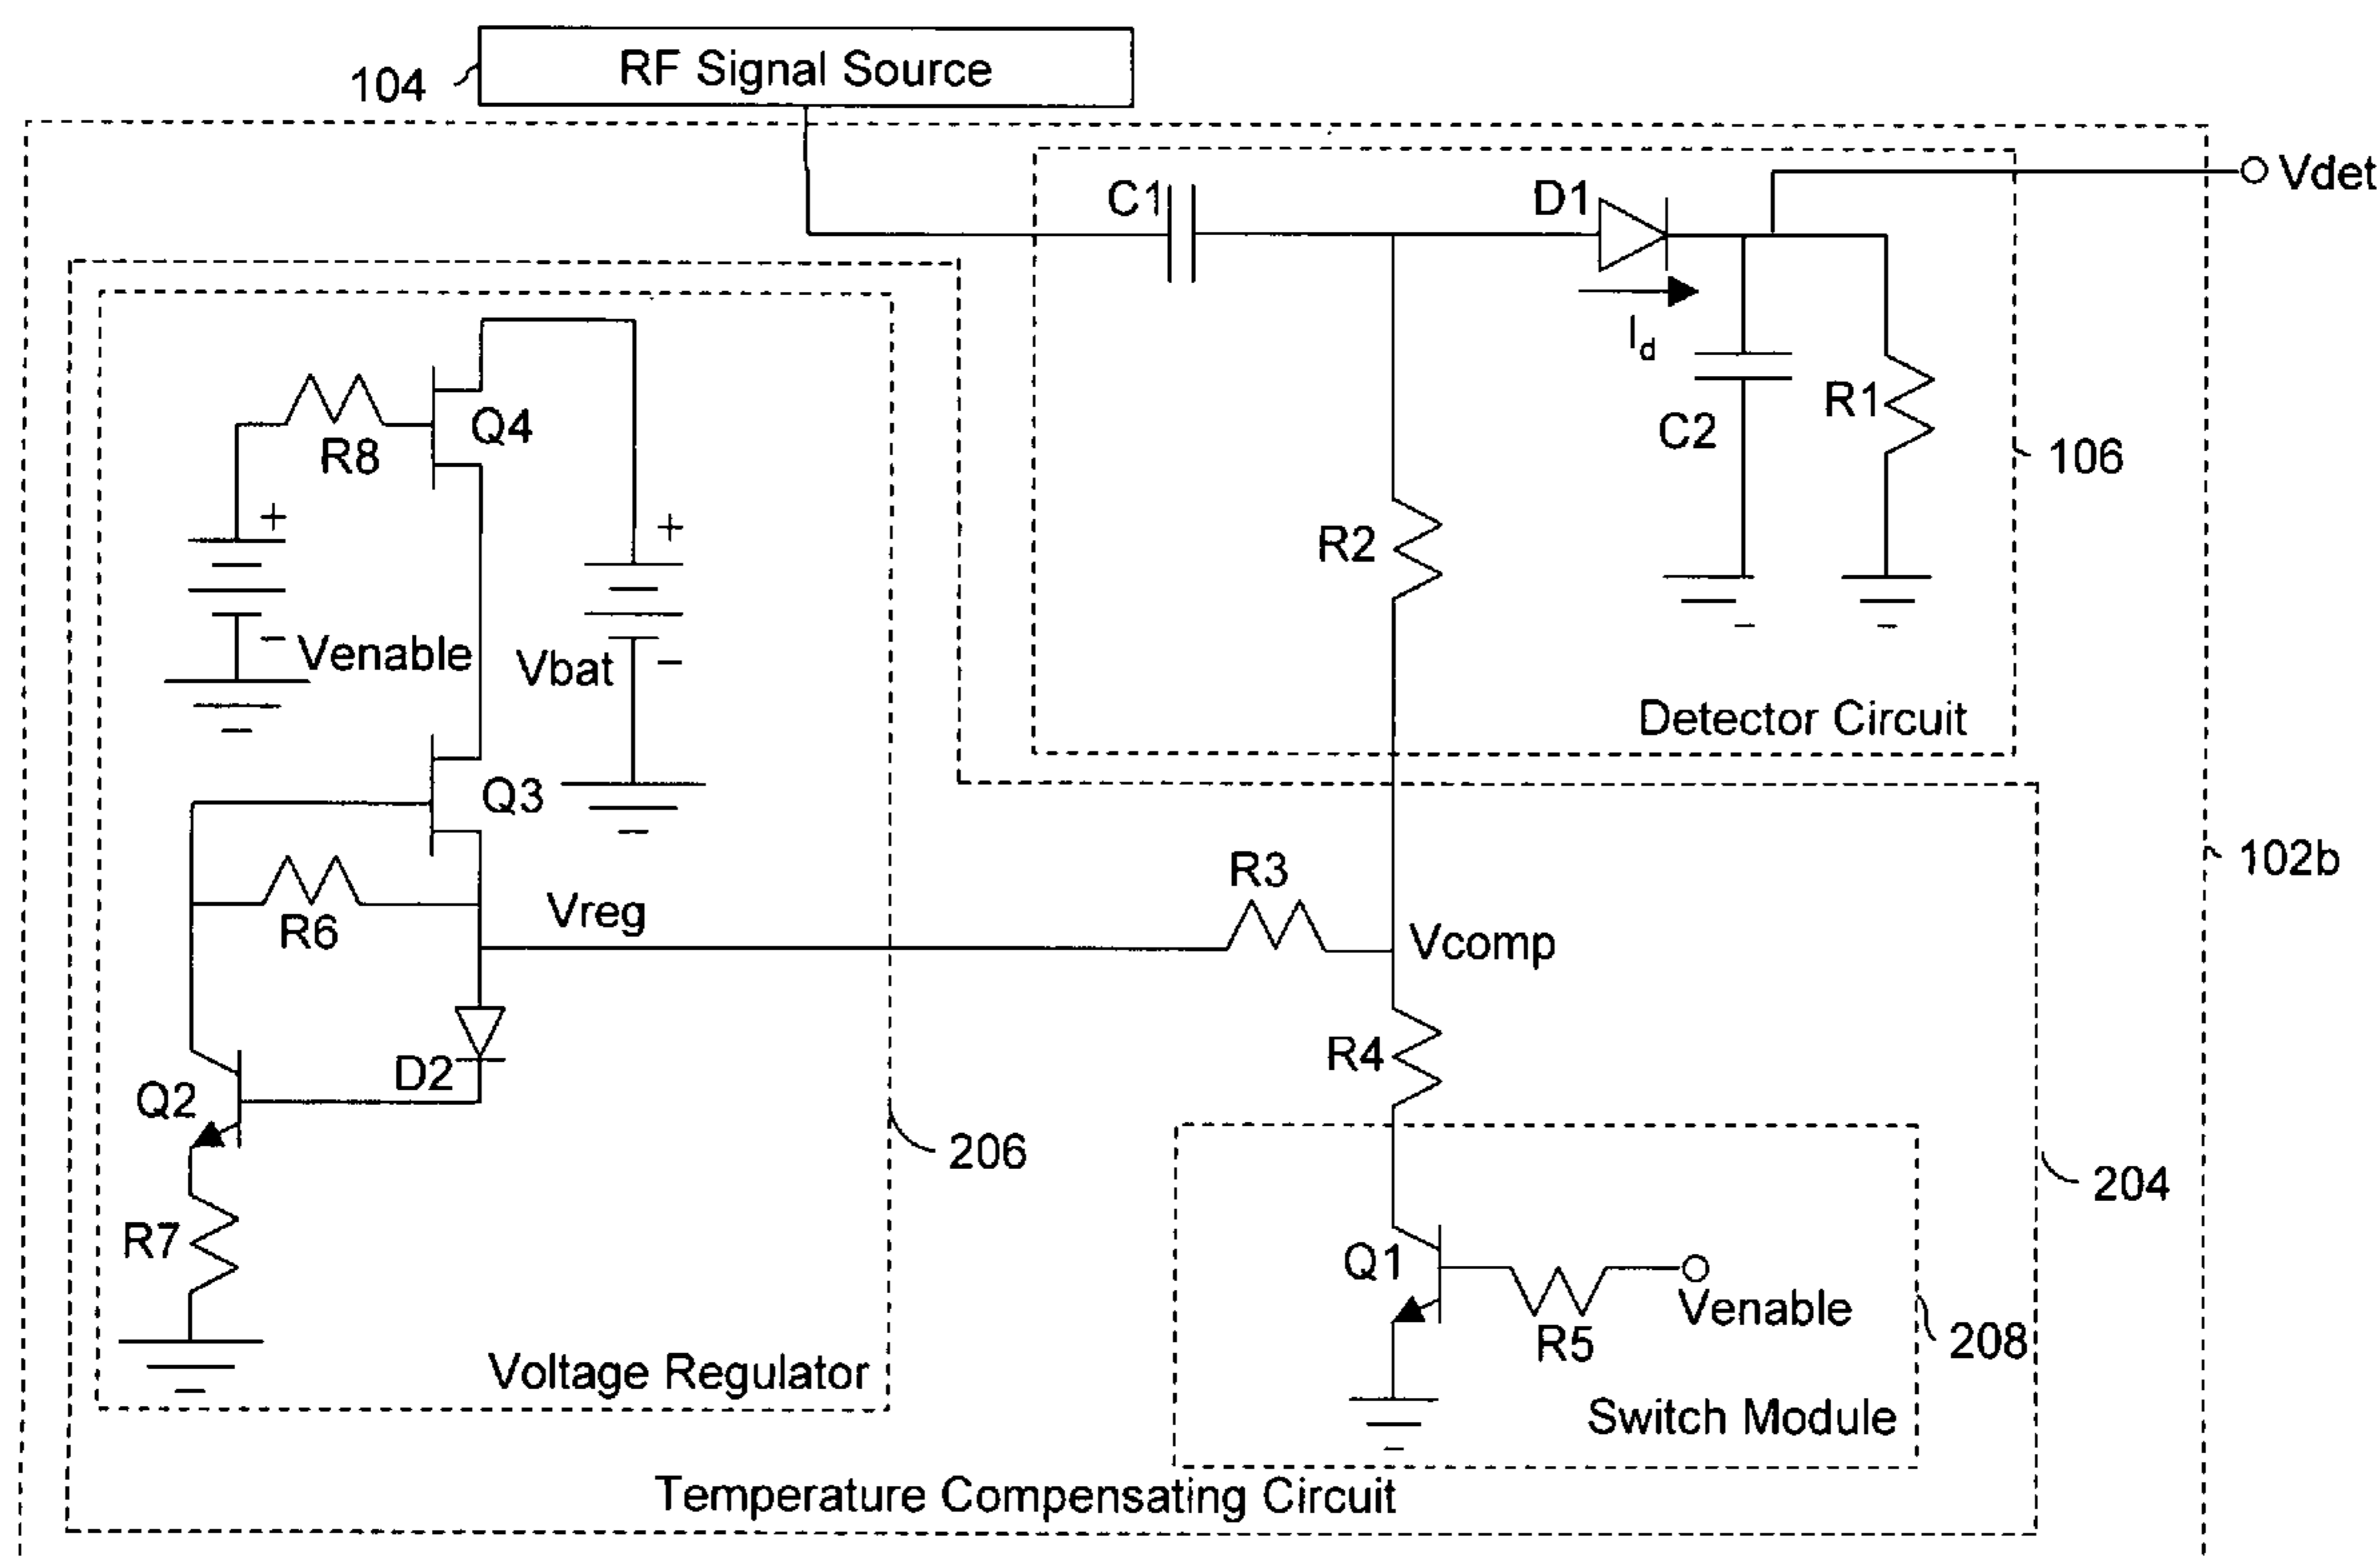 RF Signal Source
104
Vdet
C1
D1
Id
R8
Q4
C2
R1
106
R2
+
+
−
Venable
Vbat
−
Detector Circuit
Q3
R3
102b
R6
Vreg
Vcomp
R4
D2
Q2
206
204
R7
Q1
Venable
R5
208
Voltage Regulator
Switch Module
Temperature Compensating Circuit